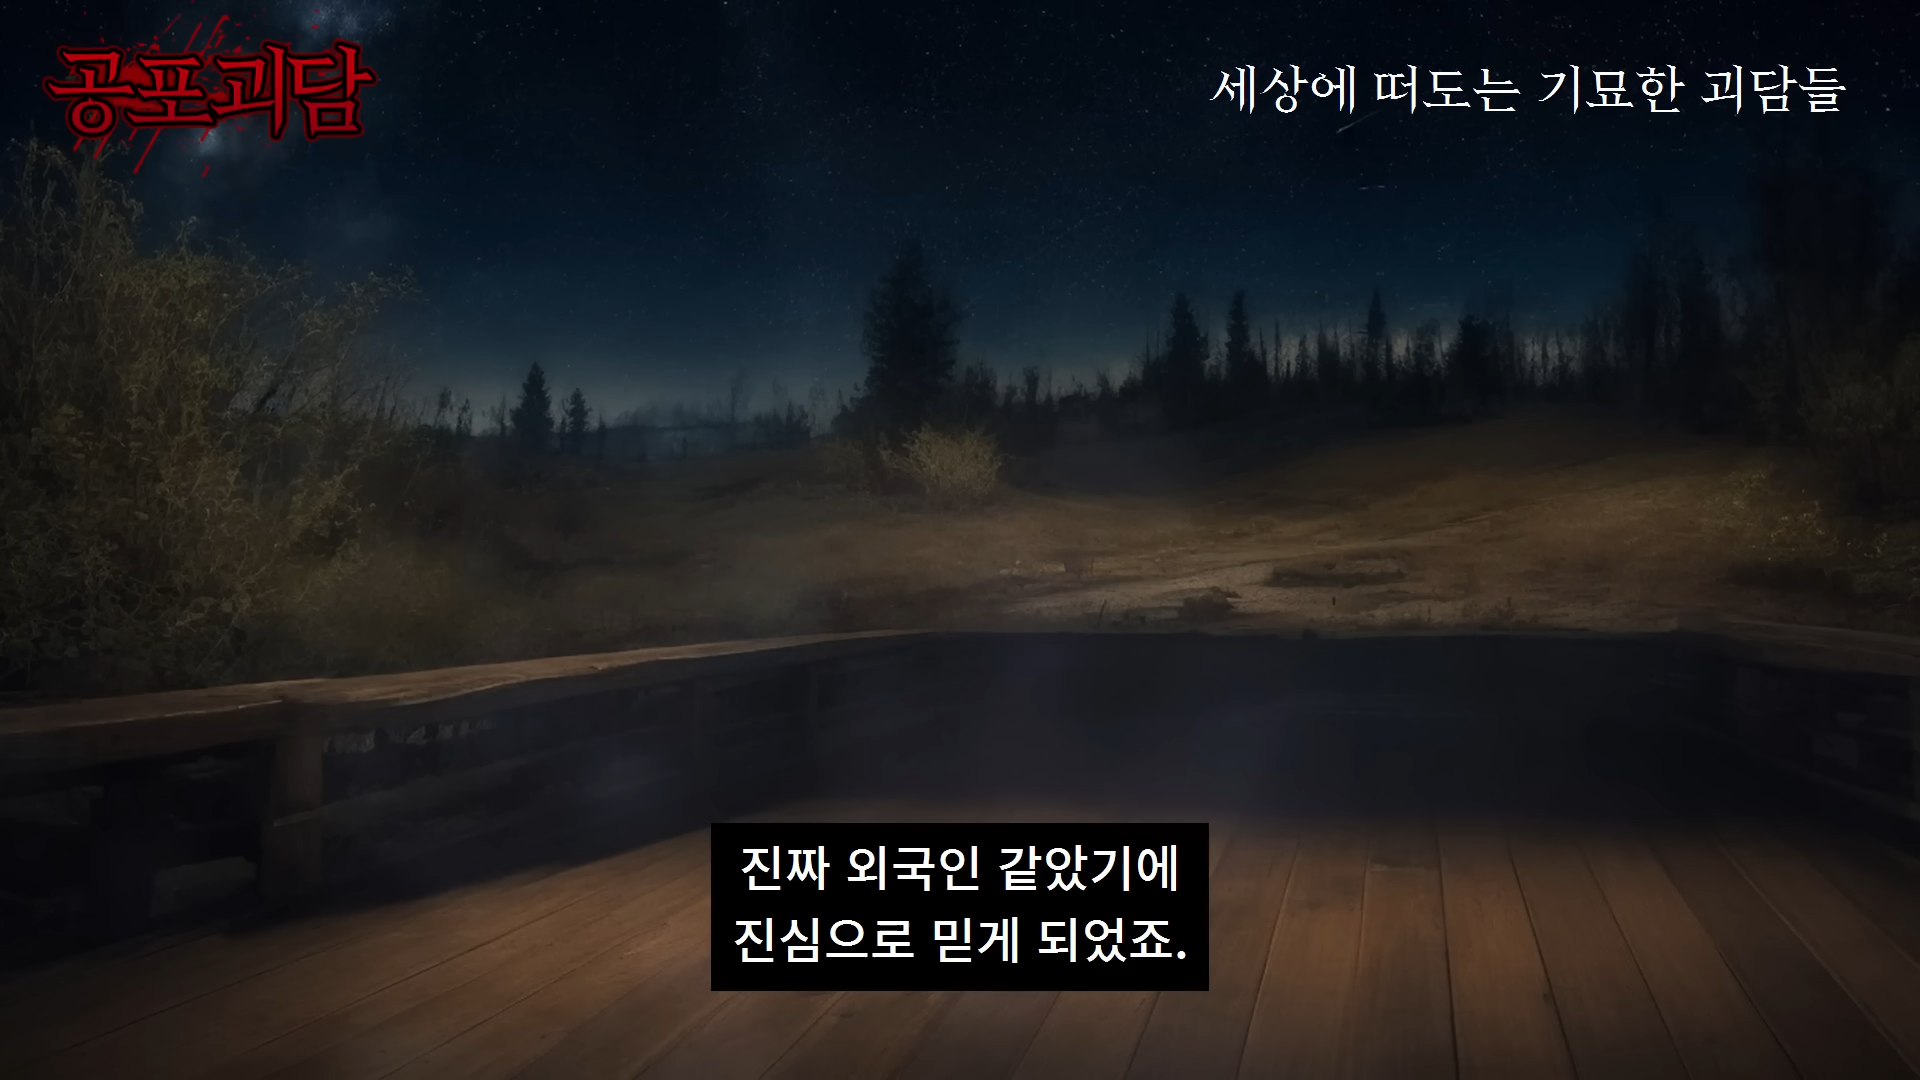 공포괴담
세상에 떠도는 기묘한 괴담들
진짜 외국인 같았기에
진심으로 믿게 되었죠.